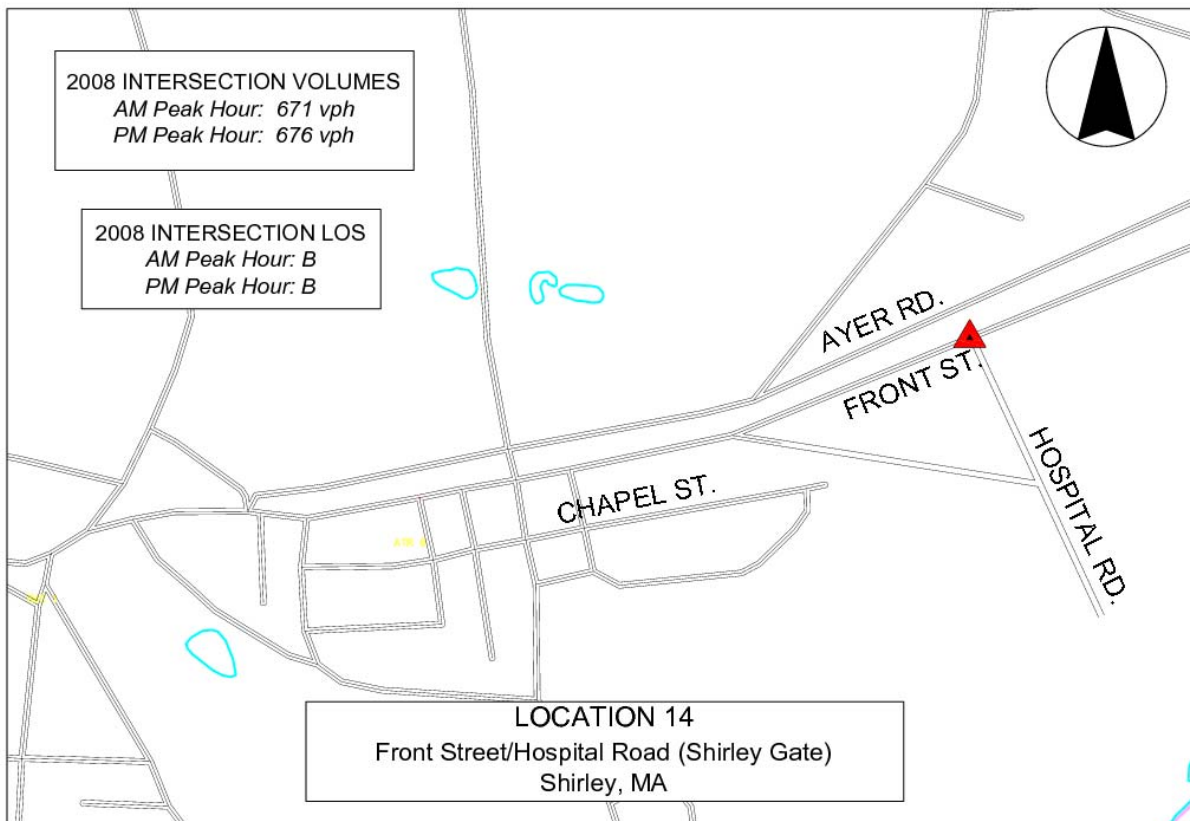 2008 INTERSECTION VOLUMES
AM Peak Hour: 671 vph
PM Peak Hour: 676 vph
2008 INTERSECTION LOS
AM Peak Hour: B
PM Peak Hour: B
AYER RD.
FRONT ST.
HOSPITAL RD.
CHAPEL ST.
LOCATION 14
Front Street/Hospital Road (Shirley Gate)
Shirley, MA